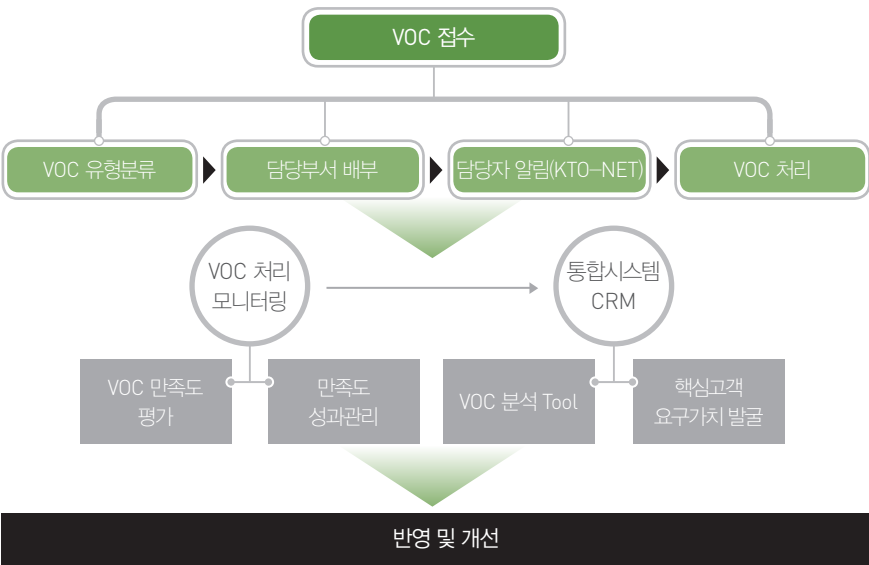 VOC 접수
VOC 유형분류
담당부서 배부
담당자 알림(KTO-NET)
VOC 처리
VOC 처리
모니터링
통합시스템
CRM
VOC 만족도
평가
만족도
성과관리
VOC 분석 Tool
핵심고객
요구가치 발굴
반영 및 개선